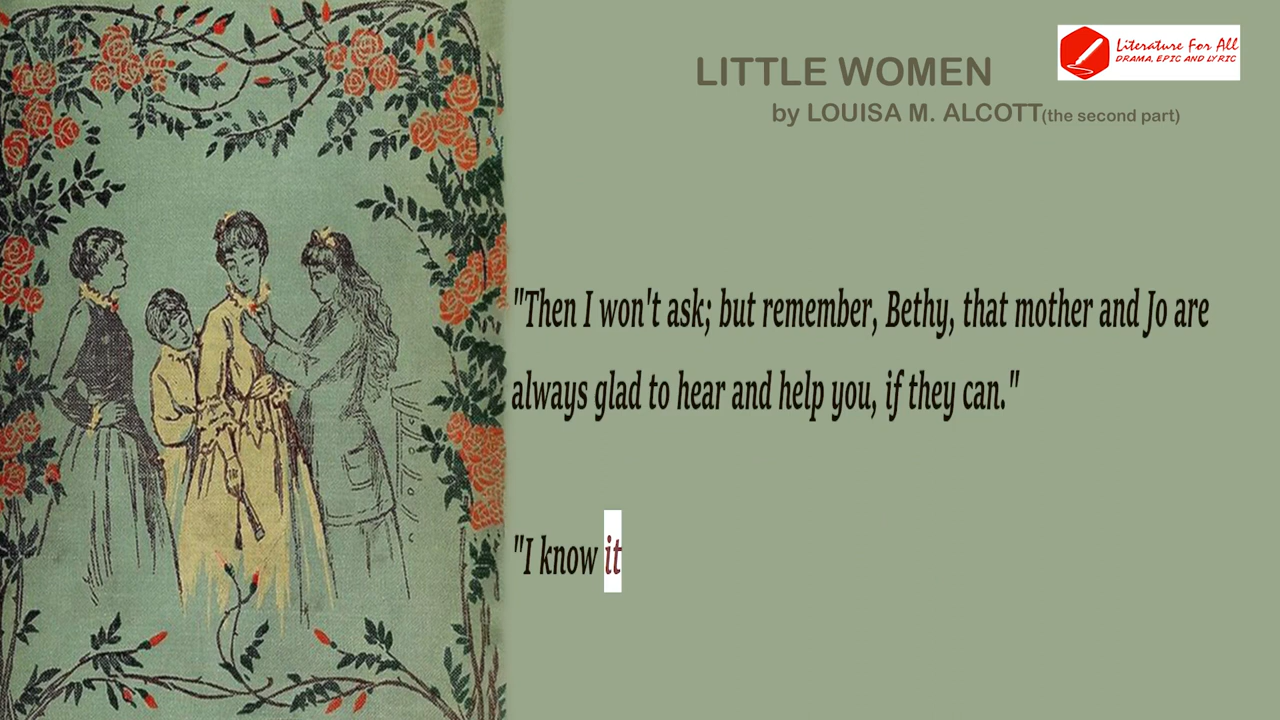 LITTLE WOMEN
by LOUISA M. ALCOTT(the second part)
Literature For All
DRAMA, EPIC AND LYRIC
"Then I won't ask; but remember, Bethy, that mother and Jo are
always glad to hear and help you, if they can."
"I know it